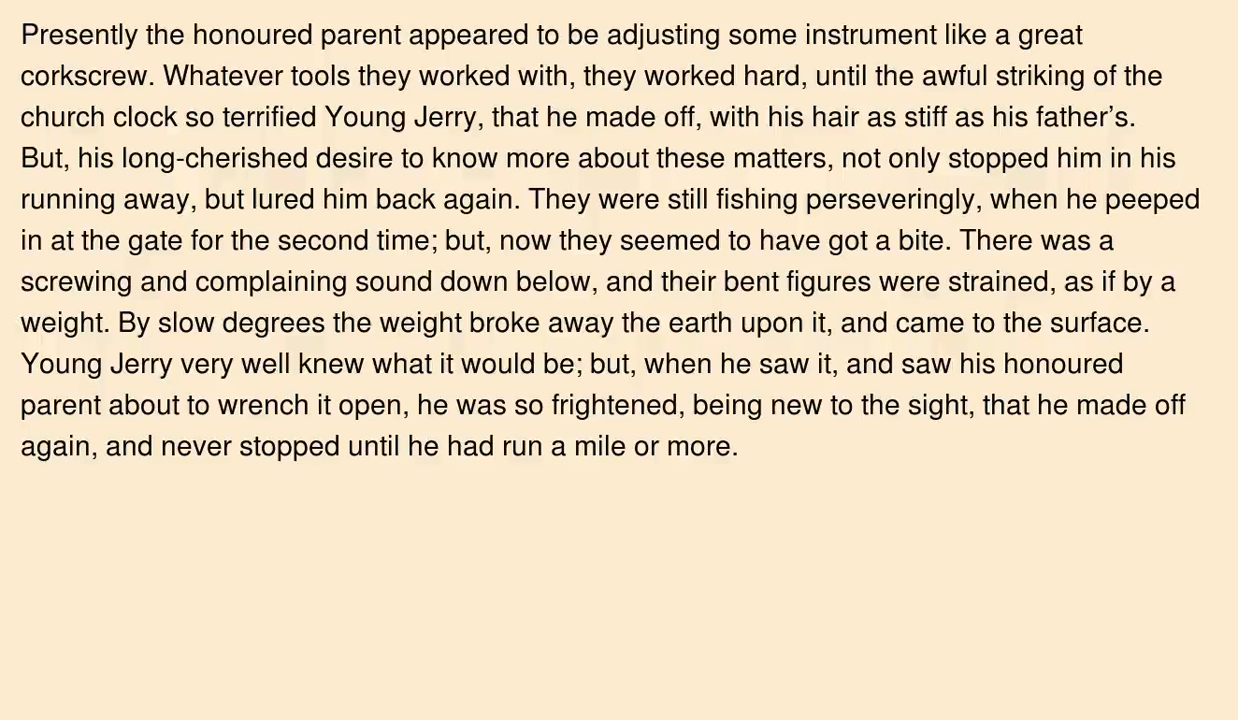 Presently the honoured parent appeared to be adjusting some instrument like a great
corkscrew. Whatever tools they worked with, they worked hard, until the awful striking of the
church clock so terrified Young Jerry, that he made off, with his hair as stiff as his father’s.
But, his long-cherished desire to know more about these matters, not only stopped him in his
running away, but lured him back again. They were still fishing perseveringly, when he peeped
in at the gate for the second time; but, now they seemed to have got a bite. There was a
screwing and complaining sound down below, and their bent figures were strained, as if by a
weight. By slow degrees the weight broke away the earth upon it, and came to the surface.
Young Jerry very well knew what it would be; but, when he saw it, and saw his honoured
parent about to wrench it open, he was so frightened, being new to the sight, that he made off
again, and never stopped until he had run a mile or more.